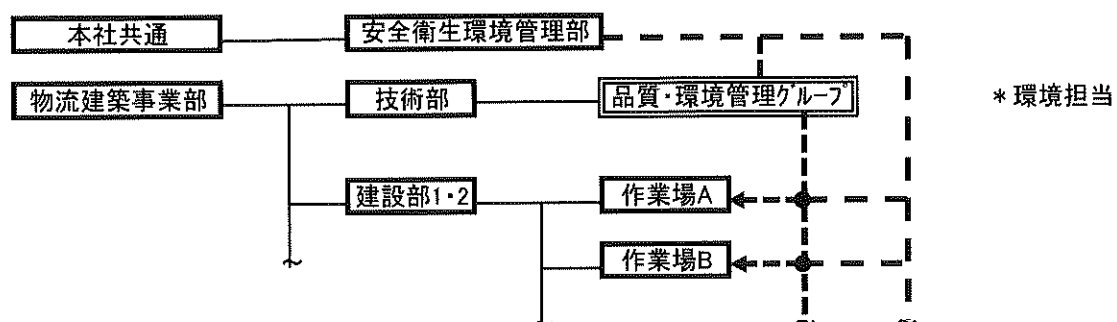 本社共通 安全衛生環境管理部
物流建築事業部 技術部 品質・環境管理グループ *環境担当
建設部1・2 作業場A
作業場B